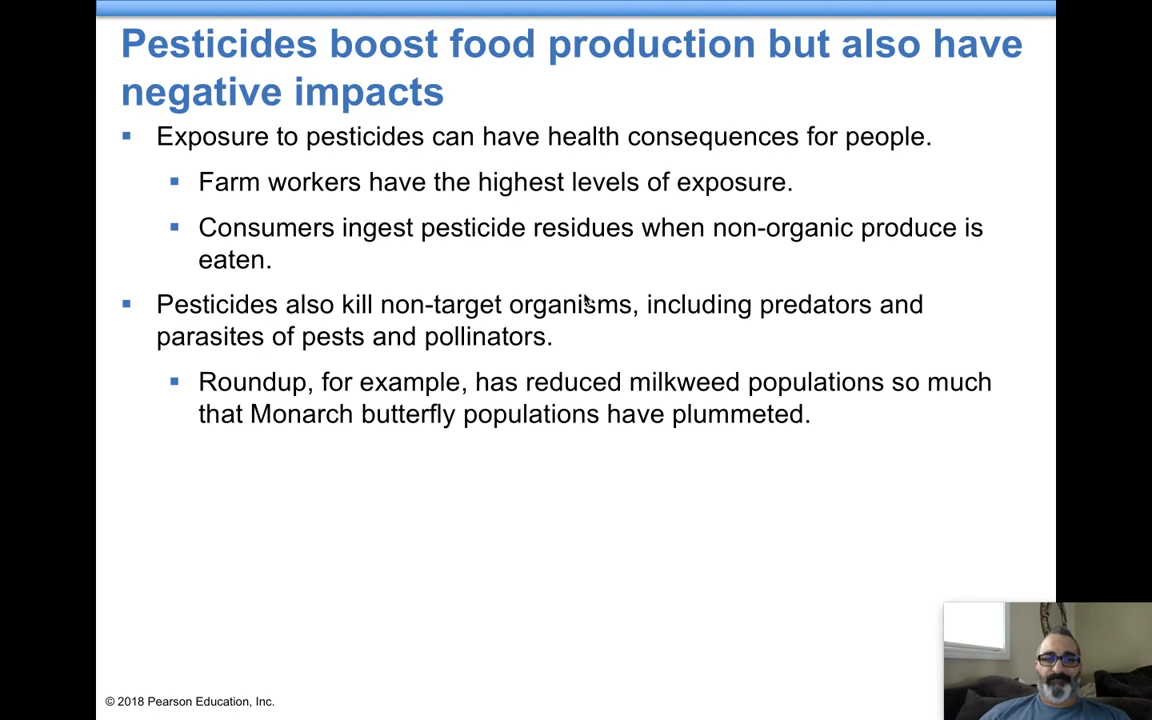 Pesticides boost food production but also have
negative impacts
Exposure to pesticides can have health consequences for people.
Farm workers have the highest levels of exposure.
Consumers ingest pesticide residues when non-organic produce is
eaten.
Pesticides also kill non-target organisms, including predators and
parasites of pests and pollinators.
Roundup, for example, has reduced milkweed populations so much
that Monarch butterfly populations have plummeted.
© 2018 Pearson Education, Inc.